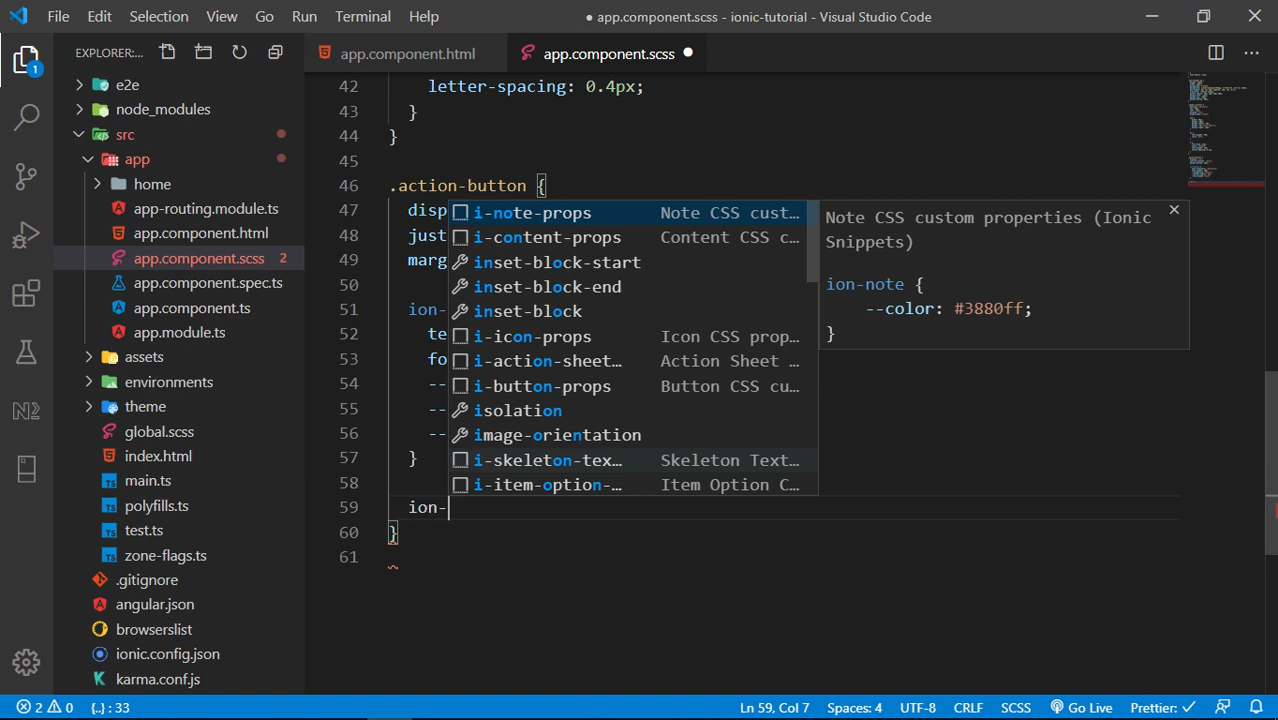 File Edit Selection View Go Run Terminal Help
● app.component.scss - ionic-tutorial - Visual Studio Code
EXPLORER:...
app.component.html
app.component.scss ●
1
e2e
node_modules
src
app
home
app-routing.module.ts
app.component.html
app.component.scss 2
app.component.spec.ts
app.component.ts
app.module.ts
assets
environments
theme
global.scss
index.html
main.ts
polyfills.ts
test.ts
zone-flags.ts
.gitignore
angular.json
browserslist
ionic.config.json
karma.conf.js
42 letter-spacing: 0.4px;
43 }
44 }
45
46 .action-button {
47 disp
48 just
49 marg
50
51 ion-
52 te
53 fo
54 --
55 --
56 --
57 }
58
59 ion-
60 }
61
i-note-props Note CSS cust...
i-content-props Content CSS c...
inset-block-start
inset-block-end
inset-block
i-icon-props Icon CSS prop...
i-action-sheet... Action Sheet ...
i-button-props Button CSS cu...
isolation
image-orientation
i-skeleton-tex... Skeleton Text...
i-item-option-... Item Option C...
Note CSS custom properties (Ionic
Snippets)
ion-note {
--color: #3880ff;
}
2 0 {..} : 33 Ln 59, Col 7 Spaces: 4 UTF-8 CRLF SCSS Go Live Prettier: ✓